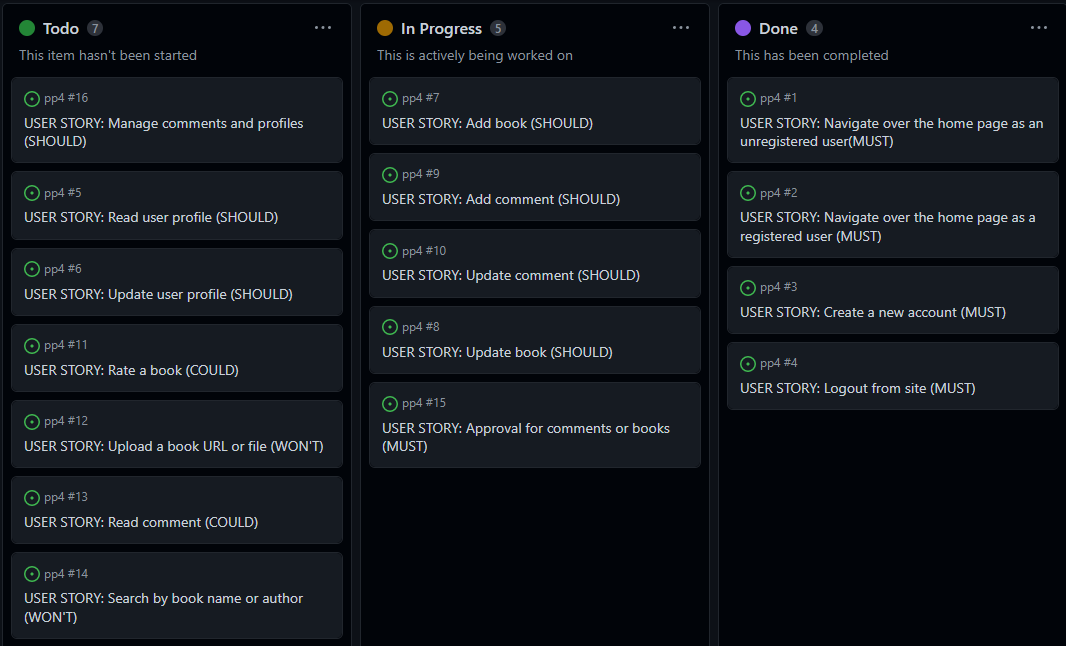 Todo 7
This item hasn't been started
pp4 #16
USER STORY: Manage comments and profiles
(SHOULD)
pp4 #5
USER STORY: Read user profile (SHOULD)
pp4 #6
USER STORY: Update user profile (SHOULD)
pp4 #11
USER STORY: Rate a book (COULD)
pp4 #12
USER STORY: Upload a book URL or file (WON'T)
pp4 #13
USER STORY: Read comment (COULD)
pp4 #14
USER STORY: Search by book name or author
(WON'T)
In Progress 5
This is actively being worked on
pp4 #7
USER STORY: Add book (SHOULD)
pp4 #9
USER STORY: Add comment (SHOULD)
pp4 #10
USER STORY: Update comment (SHOULD)
pp4 #8
USER STORY: Update book (SHOULD)
pp4 #15
USER STORY: Approval for comments or books
(MUST)
Done 4
This has been completed
pp4 #1
USER STORY: Navigate over the home page as an
unregistered user(MUST)
pp4 #2
USER STORY: Navigate over the home page as a
registered user (MUST)
pp4 #3
USER STORY: Create a new account (MUST)
pp4 #4
USER STORY: Logout from site (MUST)